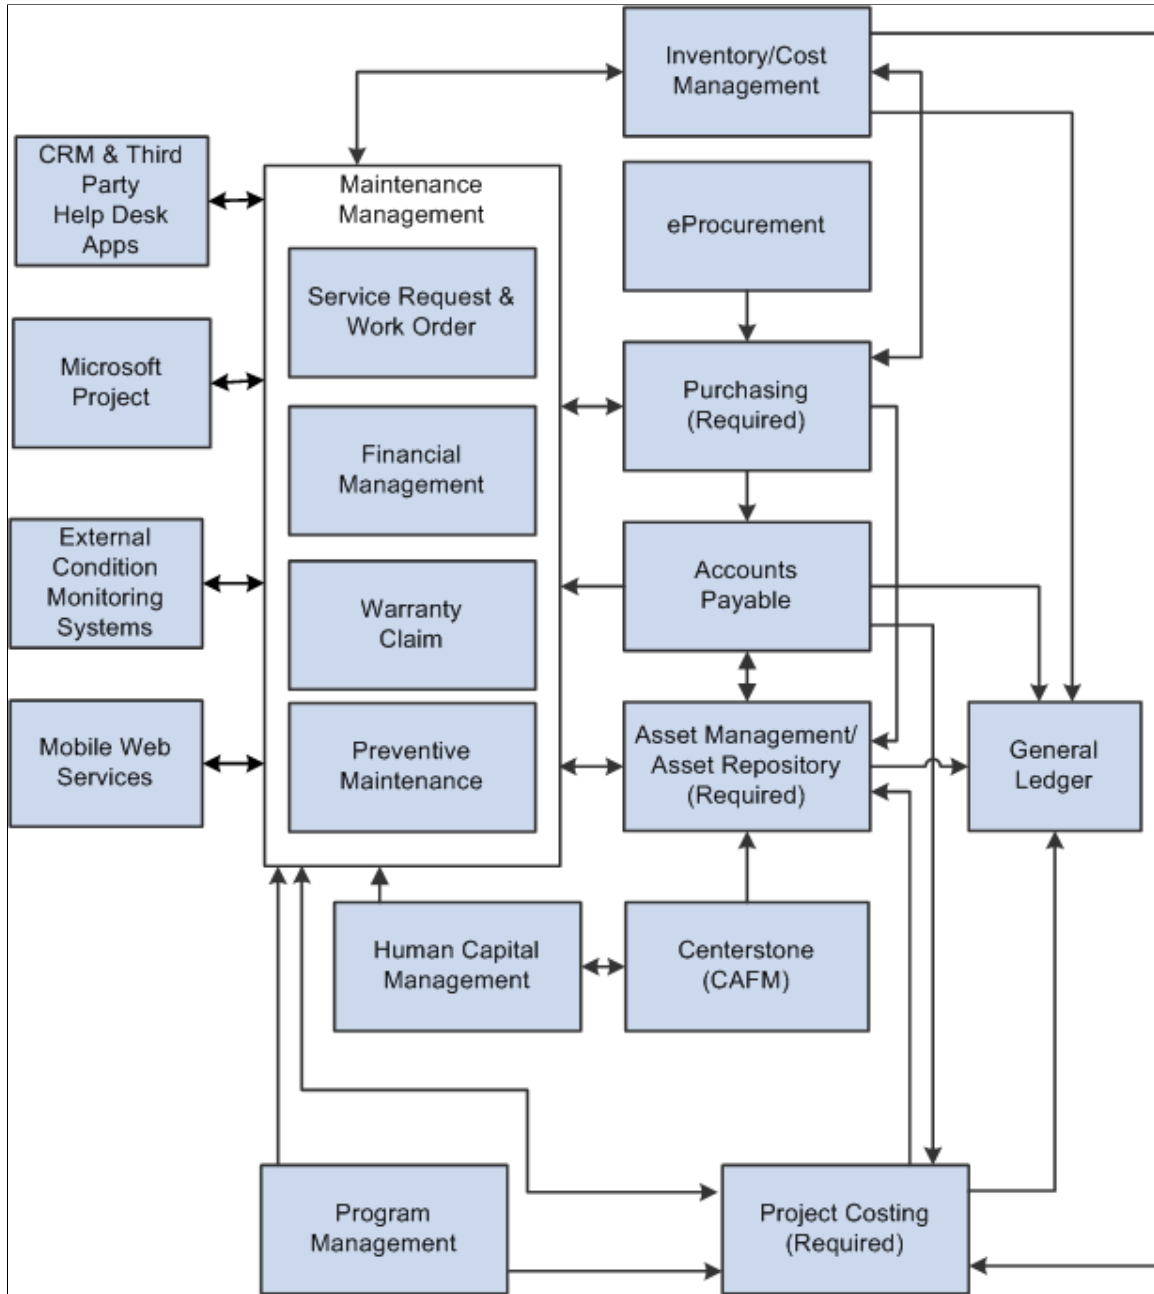 Inventory/Cost
Management
CRM & Third
Party
Help Desk
Apps
Maintenance
Management
eProcurement
Service Request &
Work Order
Microsoft
Project
Purchasing
(Required)
Financial
Management
External
Condition
Monitoring
Systems
Accounts
Payable
Warranty
Claim
Mobile Web
Services
Preventive
Maintenance
Asset Management/
Asset Repository
(Required)
General
Ledger
Human Capital
Management
Centerstone
(CAFM)
Program
Management
Project Costing
(Required)